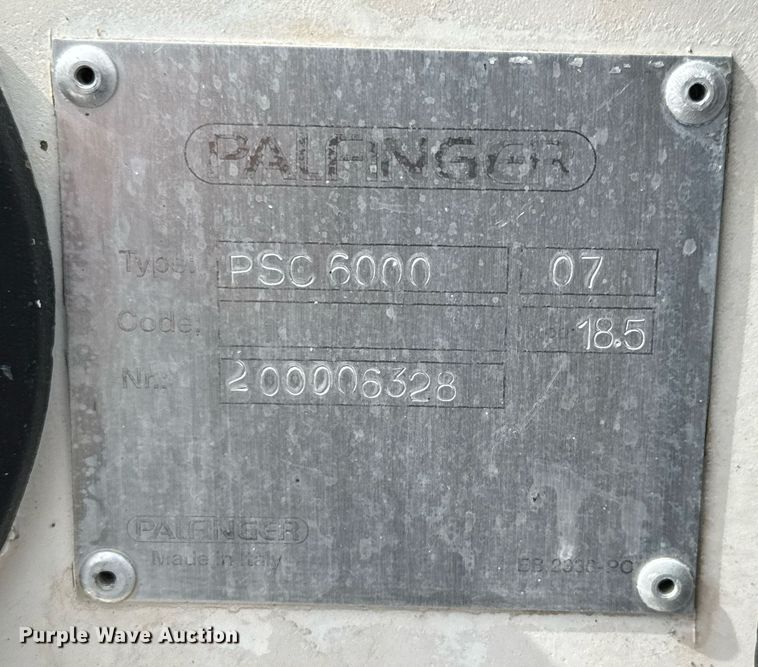 PALFINGER
Type: PSC 6000 07
Code. 18.5
Nr.: 200006328
PALFINGER
Made in Italy
Purple Wave Auction